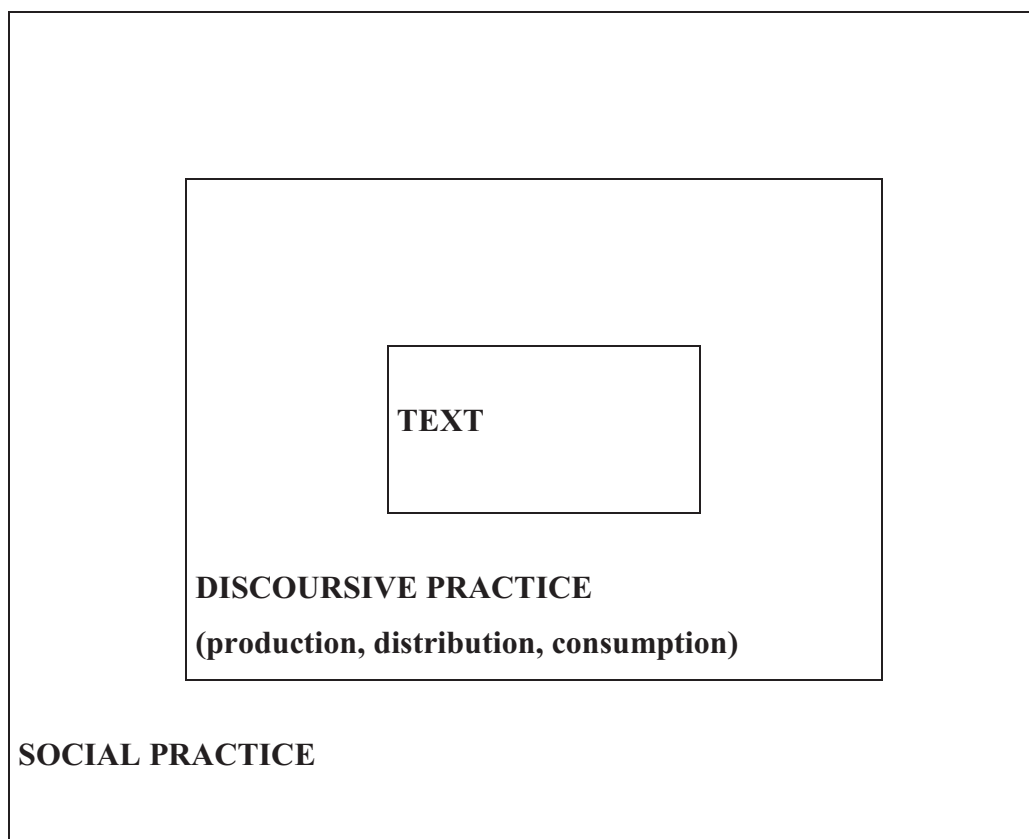 TEXT
DISCOURSIVE PRACTICE
(production, distribution, consumption)
SOCIAL PRACTICE